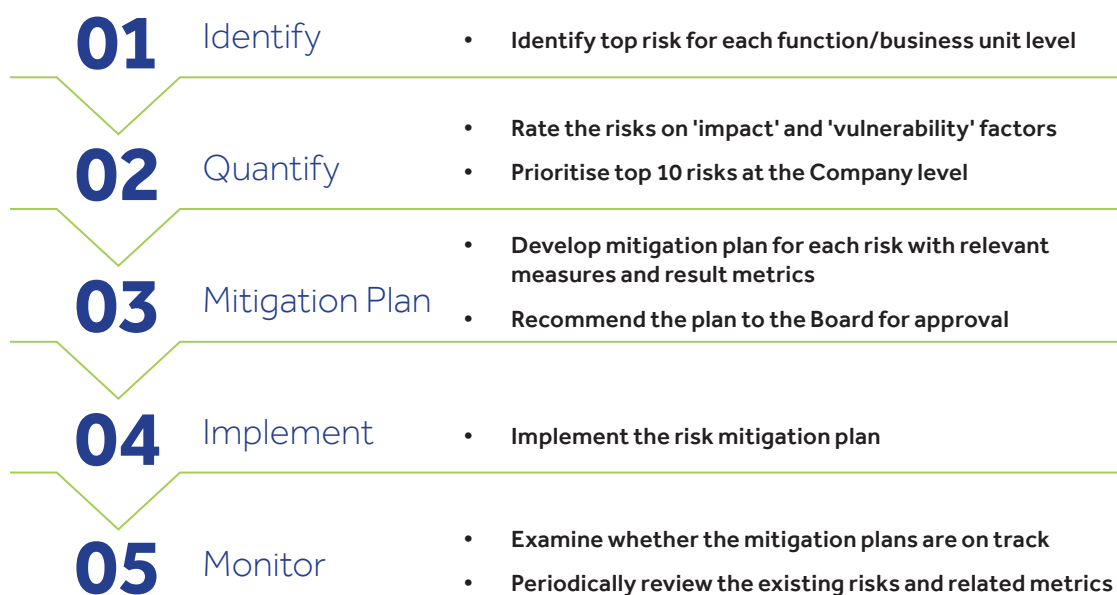 01 Identify • Identify top risk for each function/business unit level
• Rate the risks on 'impact' and 'vulnerability' factors
02 Quantify • Prioritise top 10 risks at the Company level
• Develop mitigation plan for each risk with relevant
measures and result metrics
03 Mitigation Plan • Recommend the plan to the Board for approval
04 Implement • Implement the risk mitigation plan
• Examine whether the mitigation plans are on track
05 Monitor • Periodically review the existing risks and related metrics